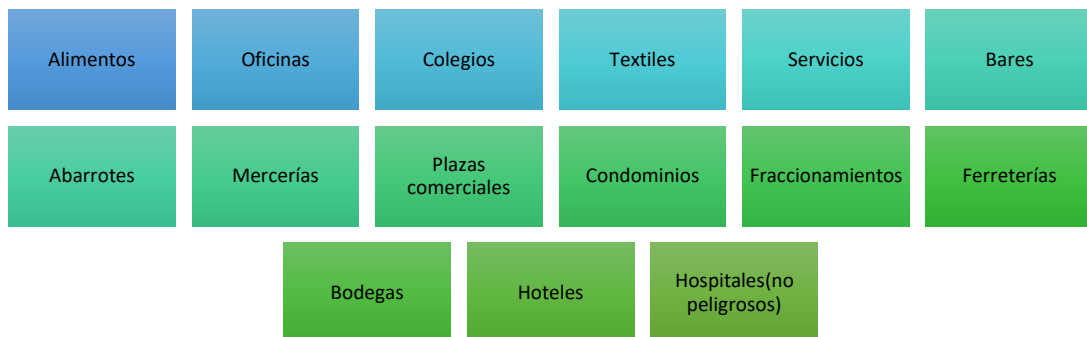 Alimentos
Oficinas
Colegios
Textiles
Servicios
Bares
Abarrotes
Mercerías
Plazas
comerciales
Condominios
Fraccionamientos
Ferreterías
Bodegas
Hoteles
Hospitales(no
peligrosos)